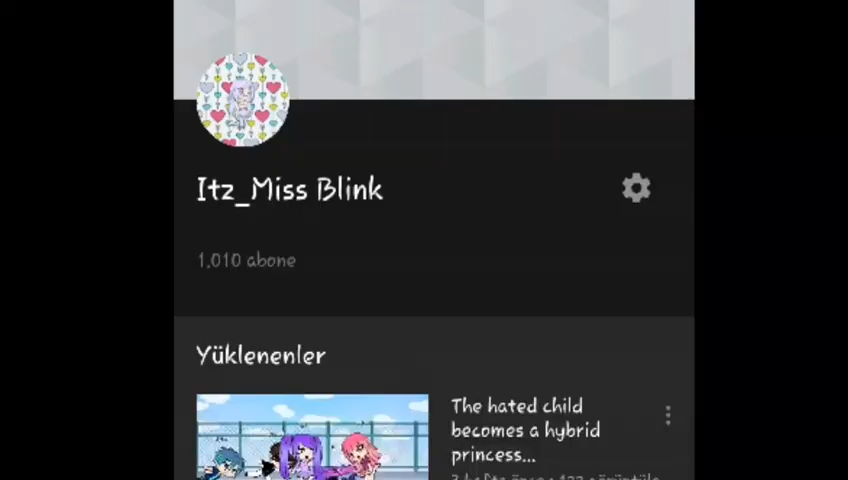 Itz_Miss Blink
1,010 abone
Yüklenenler
The hated child
becomes a hybrid
princess...